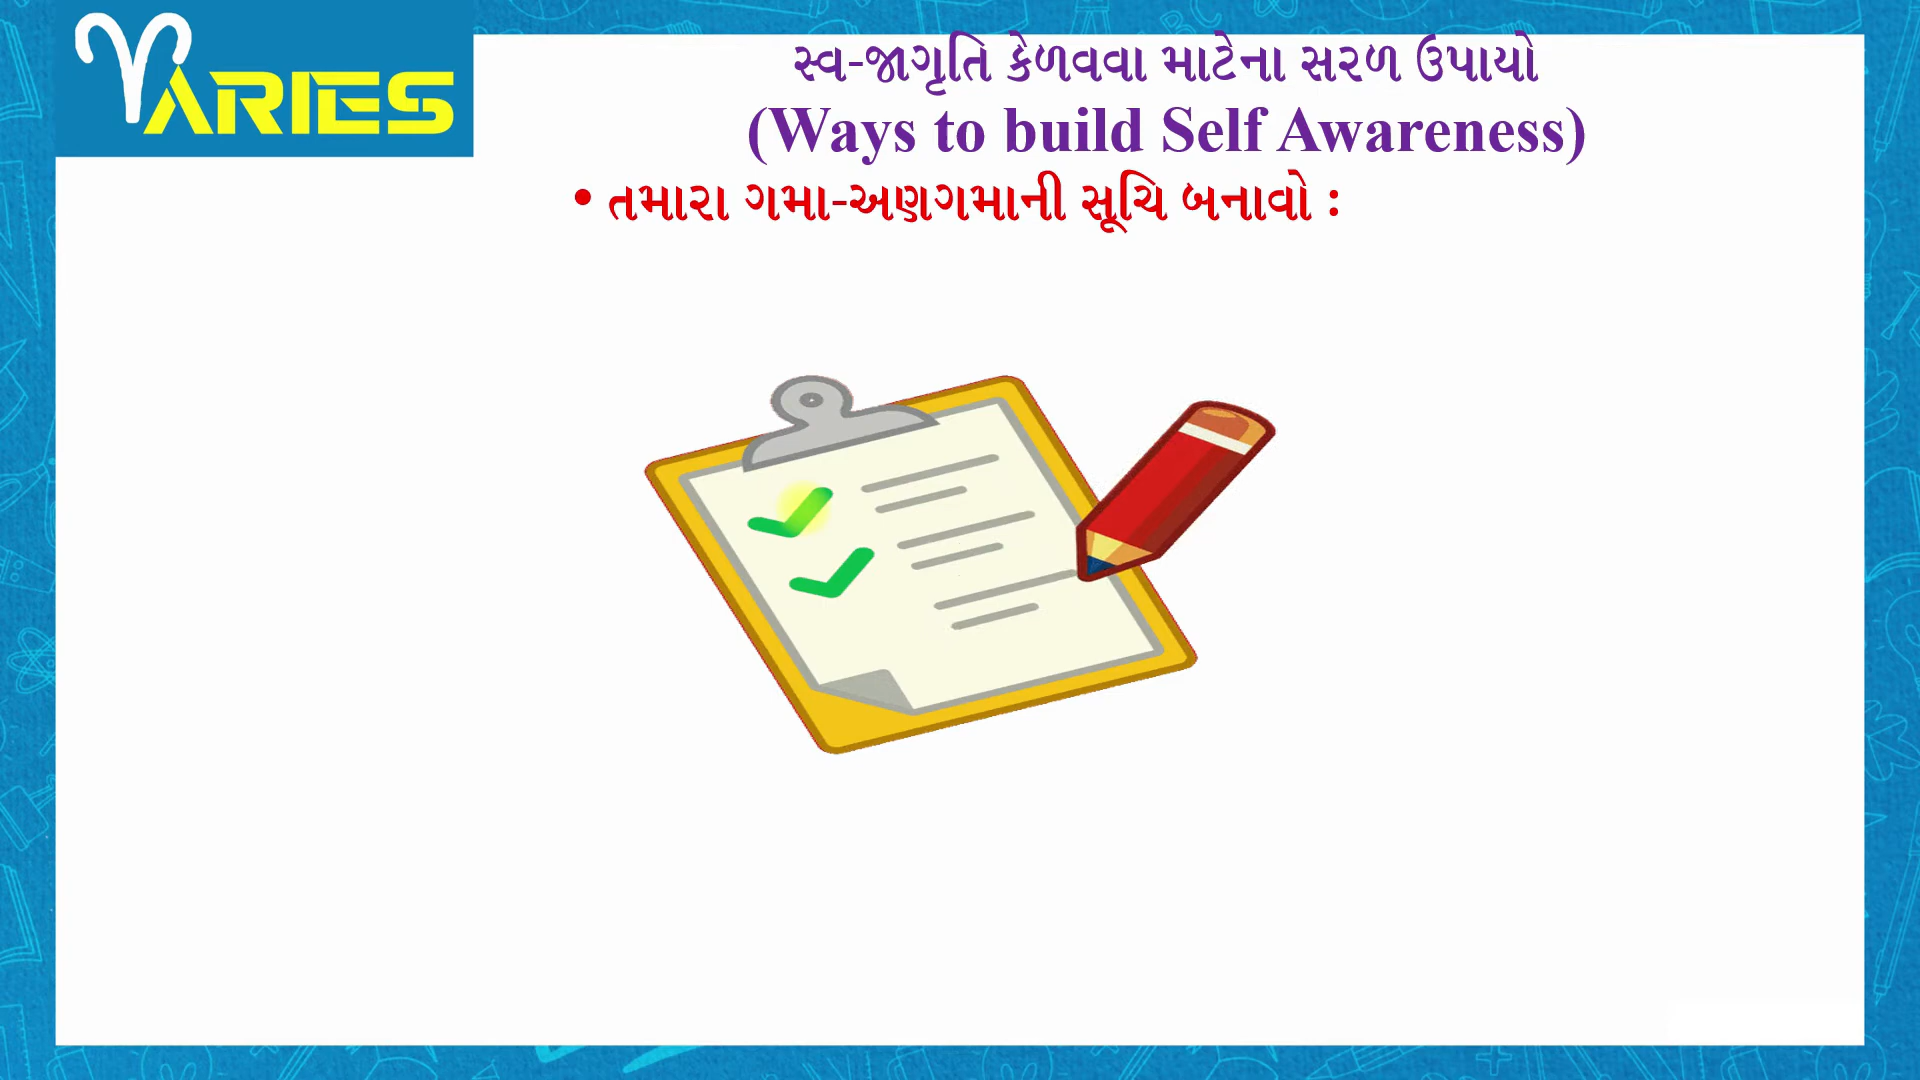 ARIES
સ્વ-જાગૃતિ કેળવવા માટેના સરળ ઉપાયો
(Ways to build Self Awareness)
• તમારા ગમા-અણગમાની સૂચિ બનાવો :